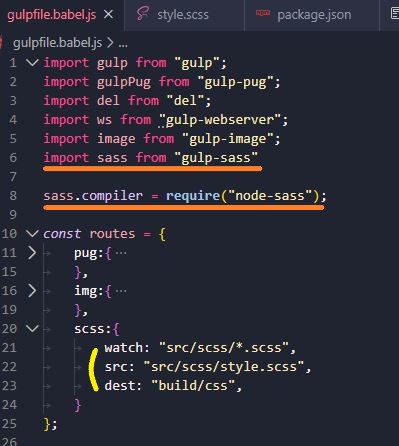 gulpfile.babel.js × style.scss package.json
gulpfile.babel.js > ...
1 import gulp from "gulp";
2 import gulpPug from "gulp-pug";
3 import del from "del";
4 import ws from "gulp-webserver";
5 import image from "gulp-image";
6 import sass from "gulp-sass"
7
8 sass.compiler = require("node-sass");
9
10 const routes = {
11 pug:{ ...
15 },
16 img:{ ...
19 },
20 scss:{
21 watch: "src/scss/*.scss",
22 src: "src/scss/style.scss",
23 dest: "build/css",
24 }
25 };
26